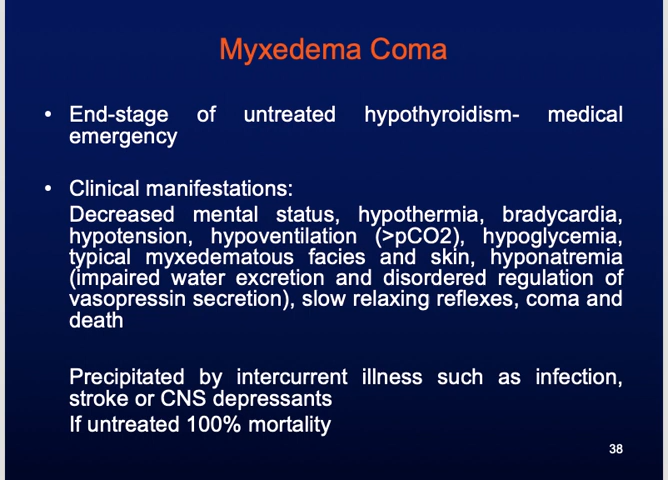 Myxedema Coma
• End-stage of untreated hypothyroidism- medical
emergency
• Clinical manifestations:
Decreased mental status, hypothermia, bradycardia,
hypotension, hypoventilation (>pCO2), hypoglycemia,
typical myxedematous facies and skin, hyponatremia
(impaired water excretion and disordered regulation of
vasopressin secretion), slow relaxing reflexes, coma and
death
Precipitated by intercurrent illness such as infection,
stroke or CNS depressants
If untreated 100% mortality
38